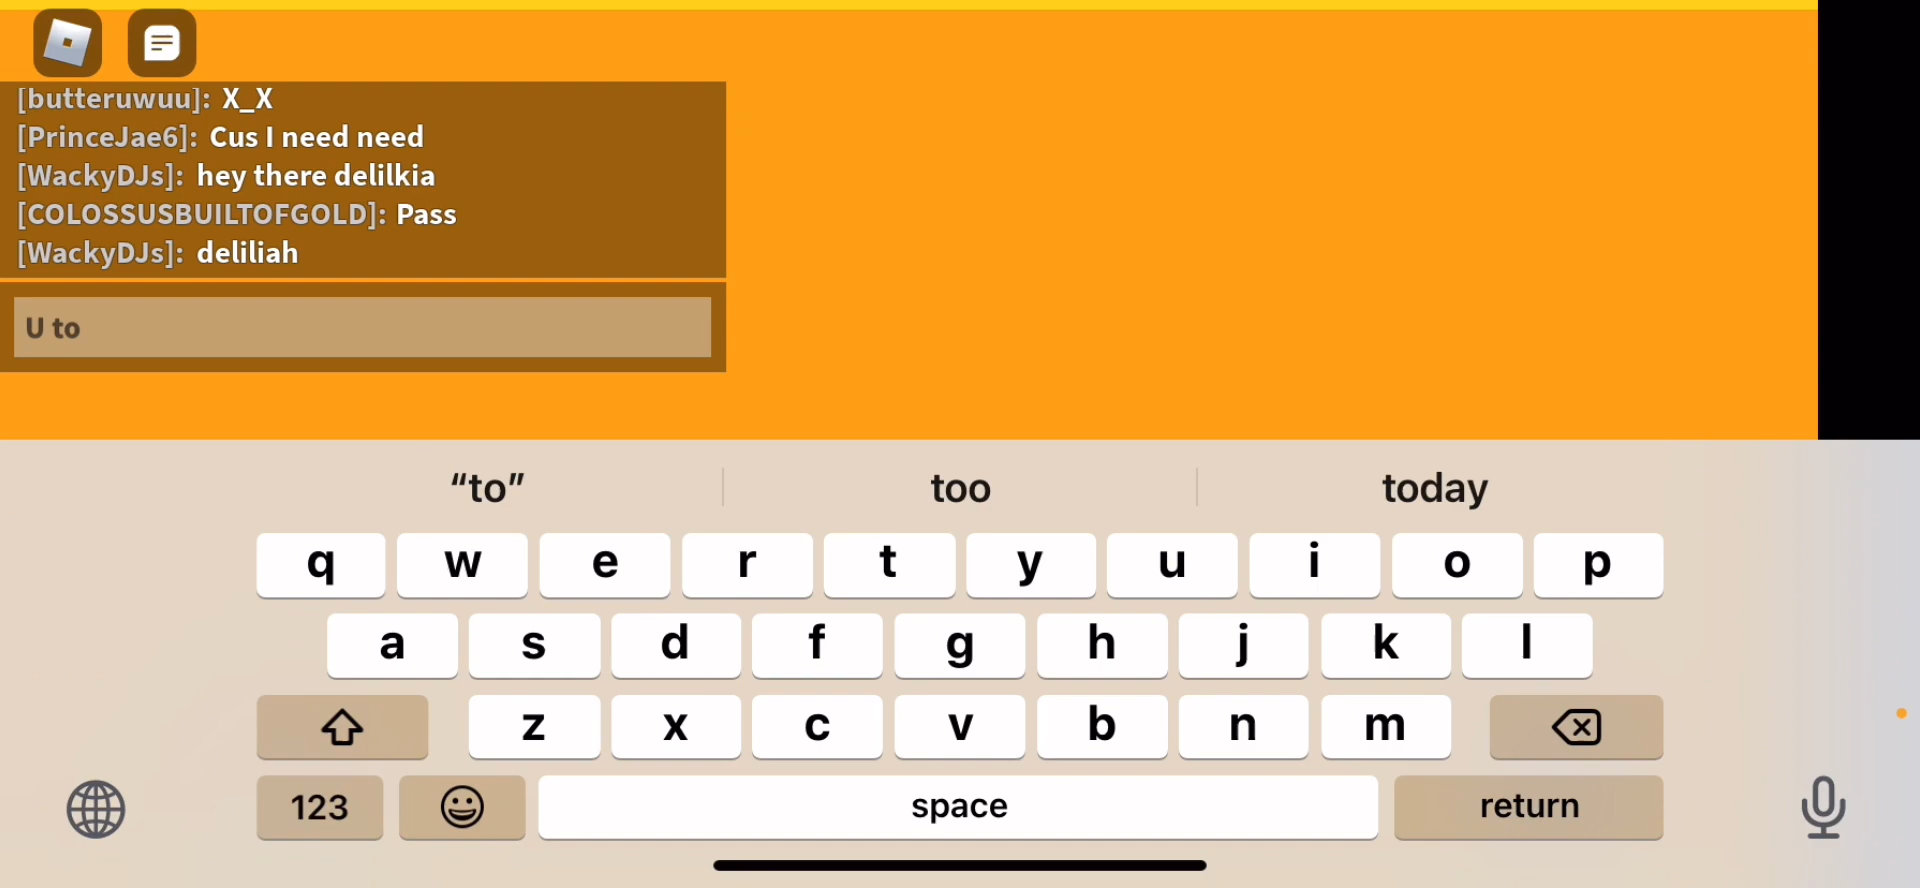 [butteruwuu]: X_X
[PrinceJae6]: Cus I need need
[WackyDJs]: hey there delilkia
[COLOSSUSBUILTOFGOLD]: Pass
[WackyDJs]: deliliah
U to
“to” too today
q w e r t y u i o p
a s d f g h j k l
z x c v b n m
123 space return